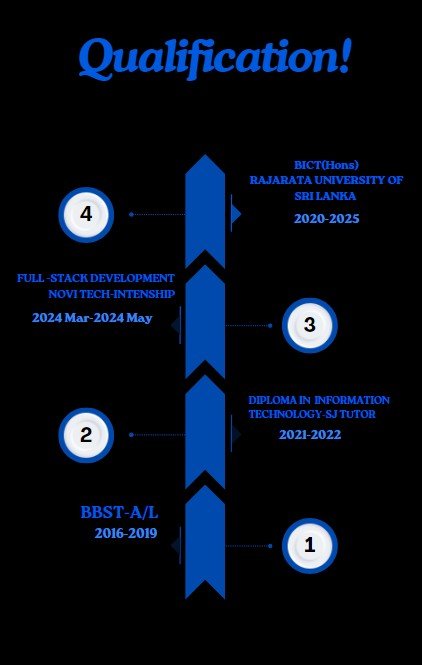 Qualification!
BICT(Hons)
RAJARATA UNIVERSITY OF
SRI LANKA
2020-2025
4
FULL -STACK DEVELOPMENT
NOVI TECH-INTENSHIP
2024 Mar-2024 May
3
DIPLOMA IN INFORMATION
TECHNOLOGY-SJ TUTOR
2021-2022
2
BBST-A/L
2016-2019
1